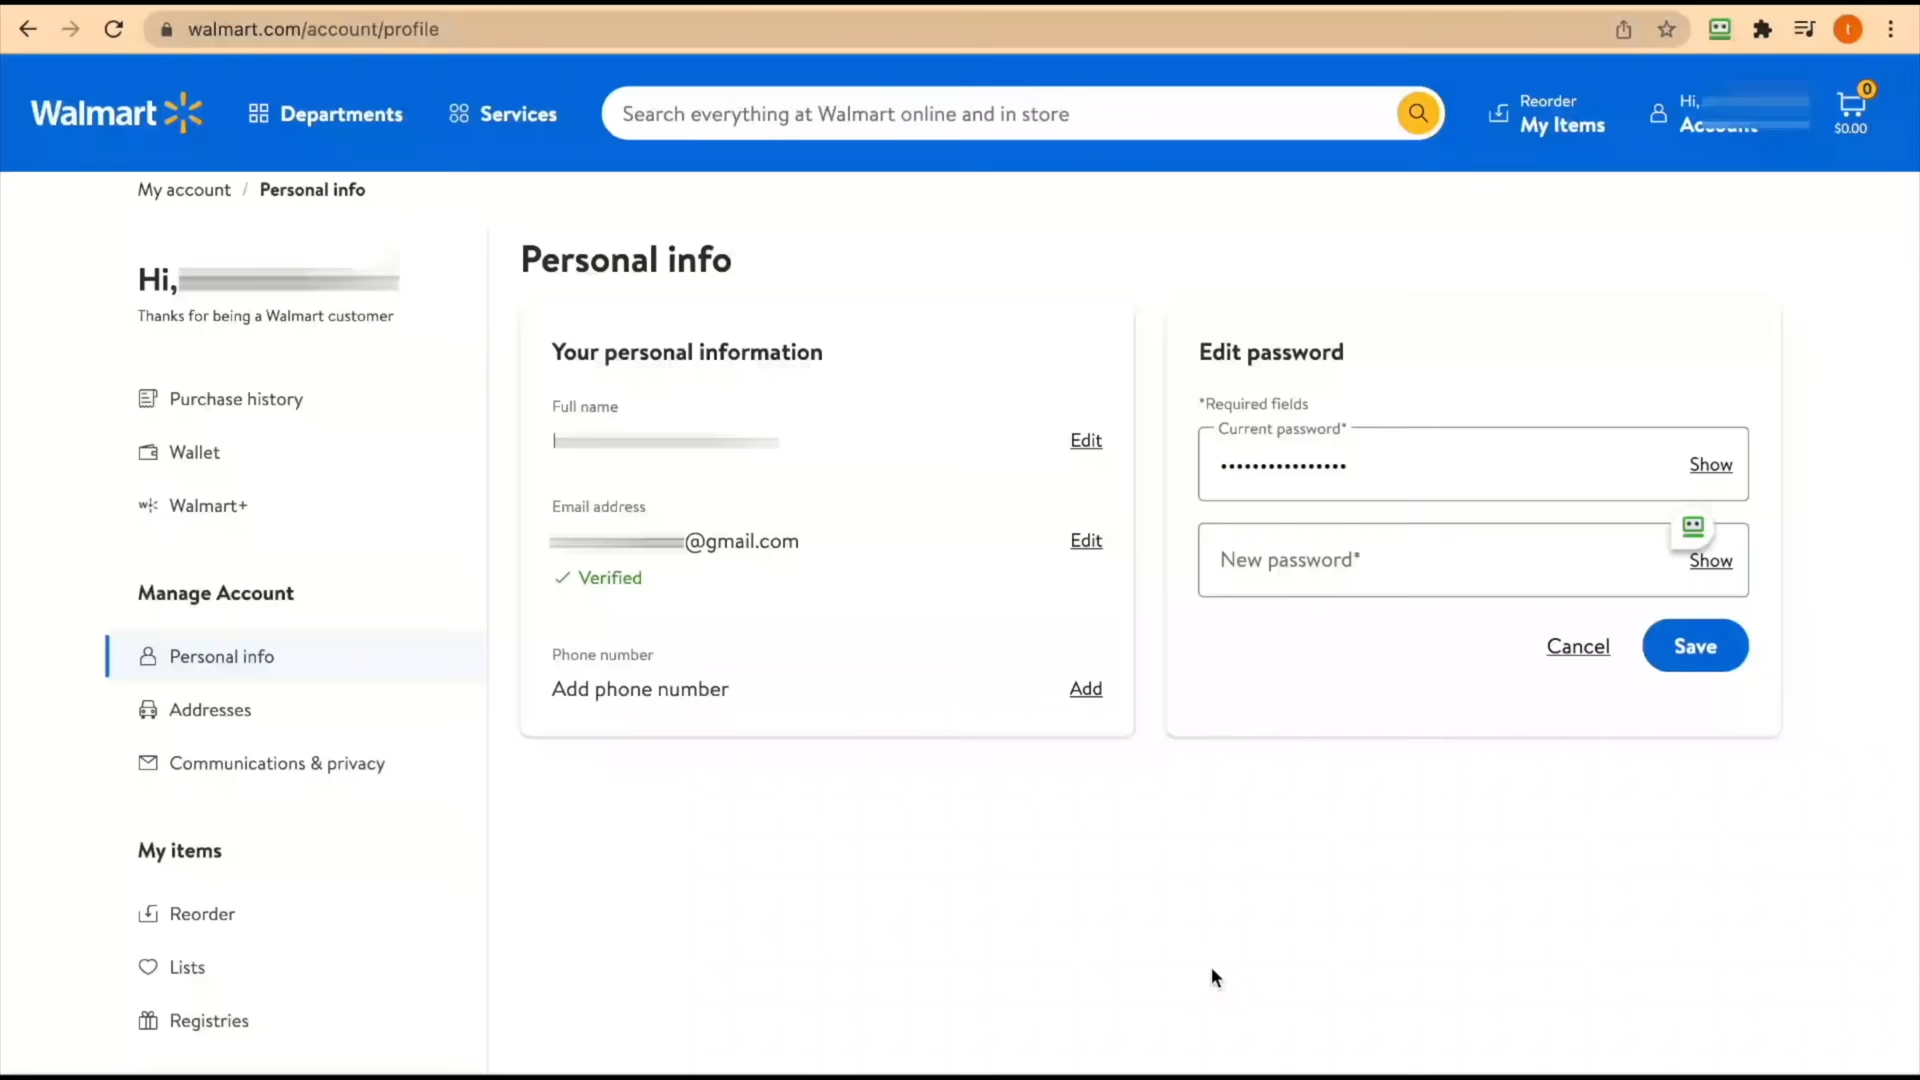 walmart.com/account/profile
t
Walmart
Departments
Services
Search everything at Walmart online and in store
Reorder
My Items
Hi,
Account
0
$0.00
My account / Personal info
Hi,
Thanks for being a Walmart customer
Purchase history
Wallet
Walmart+
Manage Account
Personal info
Addresses
Communications & privacy
My items
Reorder
Lists
Registries
Personal info
Your personal information
Full name
Edit
Email address
@gmail.com
Edit
Verified
Phone number
Add phone number
Add
Edit password
*Required fields
Current password*
••••••••••••••••
Show
New password*
Show
Cancel
Save